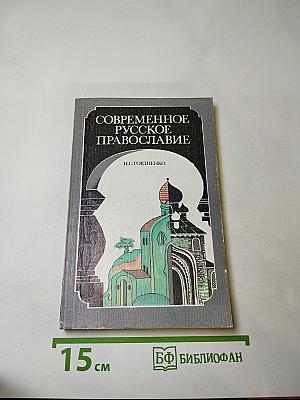 СОВРЕМЕННОЕ
РУССКОЕ
ПРАВОСЛАВИЕ
Н.С.ГОРДИЕНКО
15 см
БФ БИБЛИОФАН